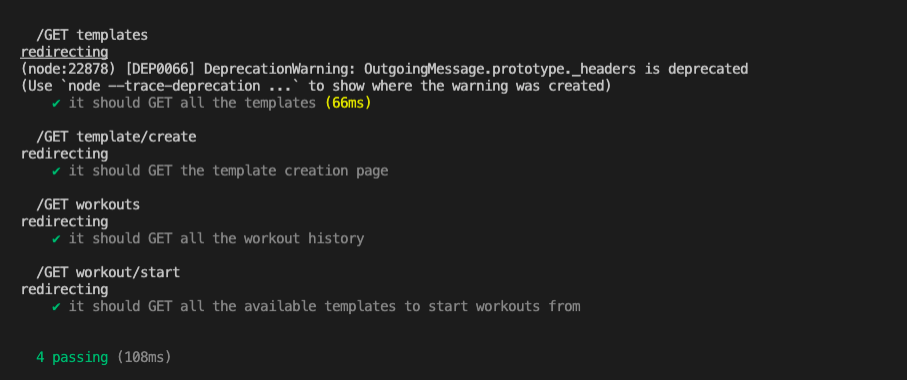 /GET templates
redirecting
(node:22878) [DEP0066] DeprecationWarning: OutgoingMessage.prototype._headers is deprecated
(Use `node --trace-deprecation ...` to show where the warning was created)
✔ it should GET all the templates (66ms)
/GET template/create
redirecting
✔ it should GET the template creation page
/GET workouts
redirecting
✔ it should GET all the workout history
/GET workout/start
redirecting
✔ it should GET all the available templates to start workouts from
4 passing (108ms)